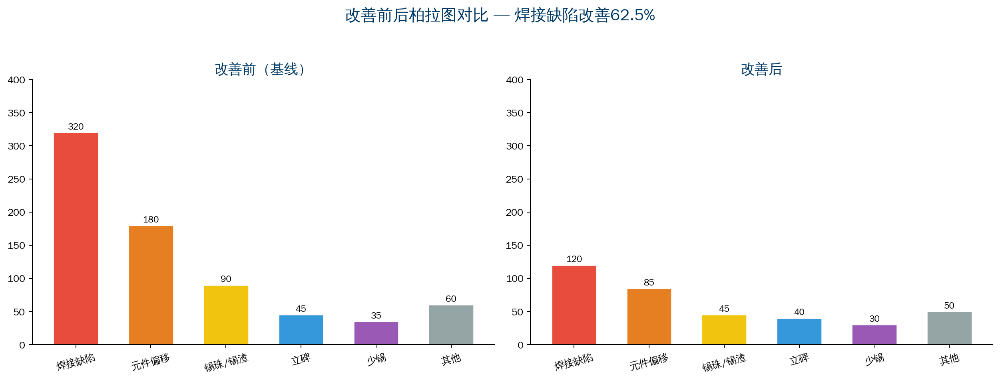 改善前后柏拉图对比 — 焊接缺陷改善62.5%
改善前（基线）
400
350
300
250
200
150
100
50
0
320
180
90
45
35
60
焊接缺陷
元件偏移
锡珠/锡渣
立碑
少锡
其他
改善后
400
350
300
250
200
150
100
50
0
120
85
45
40
30
50
焊接缺陷
元件偏移
锡珠/锡渣
立碑
少锡
其他